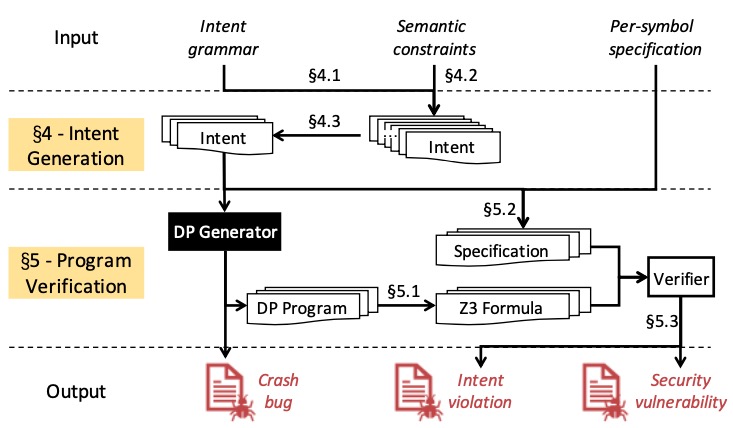 Input
Intent
grammar
Semantic
constraints
Per-symbol
specification
§4.1
§4.2
§4 - Intent
Generation
Intent
§4.3
...
Intent
§5.2
DP Generator
§5 - Program
Verification
Specification
Verifier
DP Program
§5.1
Z3 Formula
§5.3
Output
Crash
bug
Intent
violation
Security
vulnerability